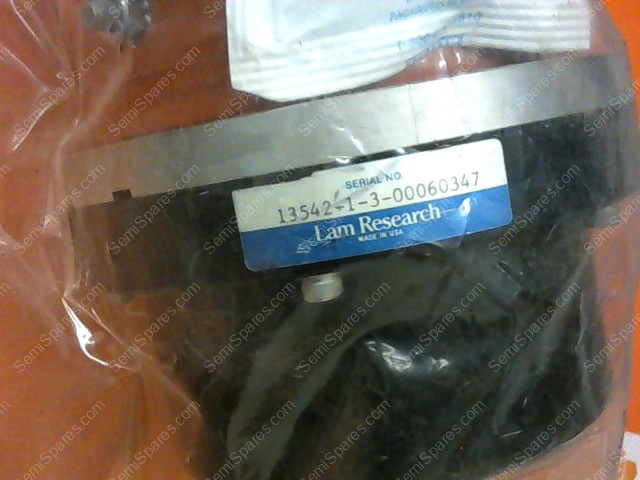 SERIAL NO.
13542-1-3-00060347
Lam Research
MADE IN USA
SemiSpares.com